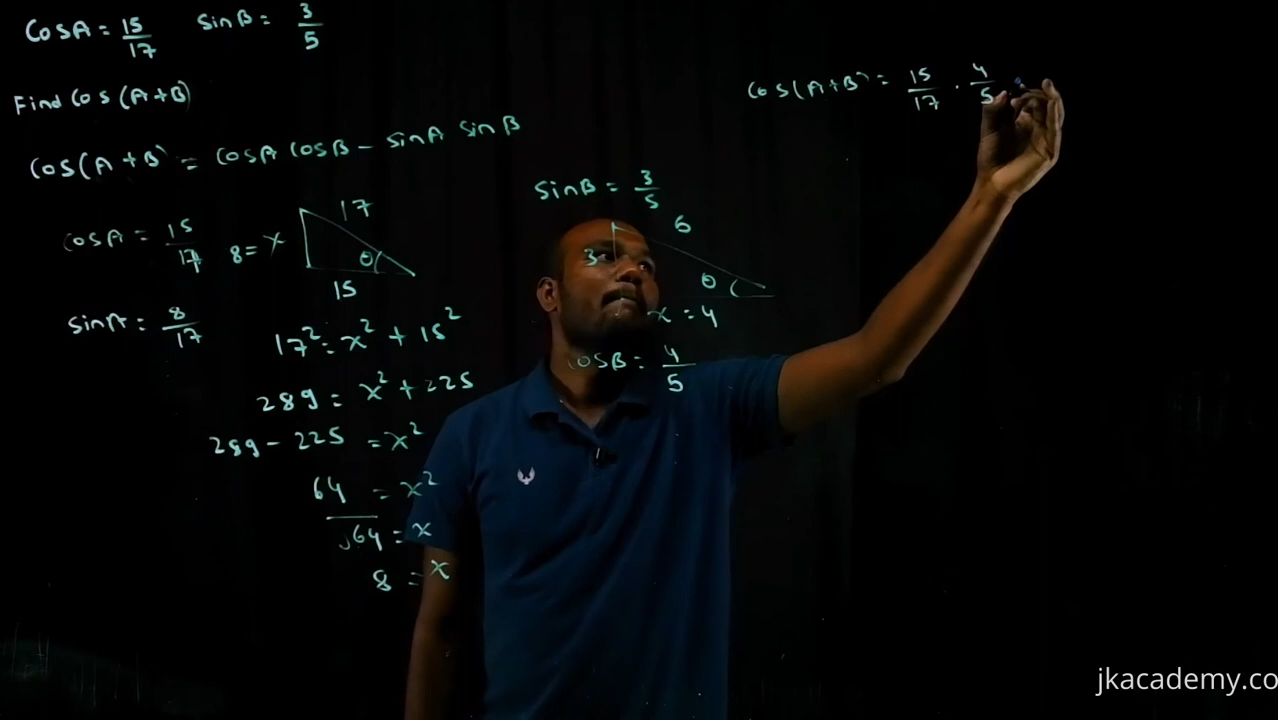 CosA = 15/17 SinB = 3/5
Find Cos (A+B)
Cos(A+B) = CosA CosB - SinA SinB
CosA = 15/17
8 = x
17
θ
15
SinA = 8/17
17² = x² + 15²
289 = x² + 225
289 - 225 = x²
64 = x²
√64 = x
8 = x
SinB = 3/5
6
3
θ
x = 4
CosB = 4/5
Cos(A+B) = 15/17 . 4/5
jkacademy.co